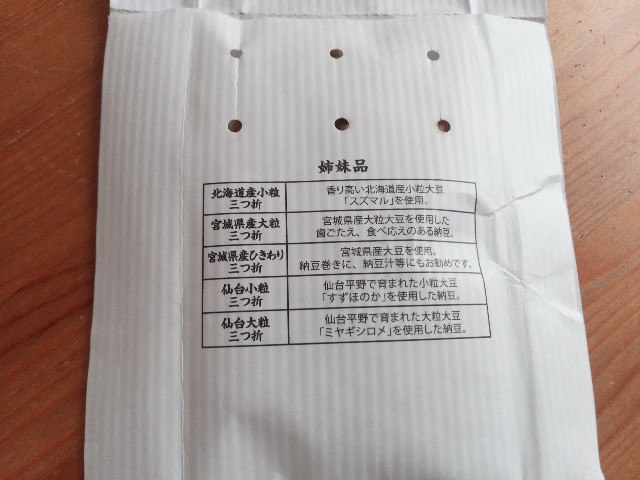 姉妹品
北海道産小粒
三つ折
香り高い北海道産小粒大豆
「スズマル」を使用。
宮城県産大粒
三つ折
宮城県産大粒大豆を使用した
歯ごたえ、食べ応えのある納豆。
宮城県産ひきわり
三つ折
宮城県産大豆を使用。
納豆巻きに、納豆汁等にもお勧めです。
仙台小粒
三つ折
仙台平野で育まれた小粒大豆
「すずほのか」を使用した納豆。
仙台大粒
三つ折
仙台平野で育まれた大粒大豆
「ミヤギシロメ」を使用した納豆。